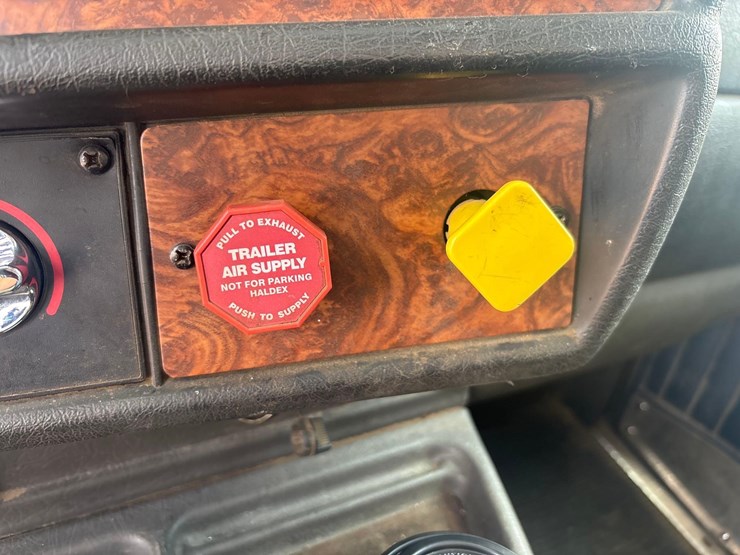 PULL TO EXHAUST
TRAILER
AIR SUPPLY
NOT FOR PARKING
HALDEX
PUSH TO SUPPLY